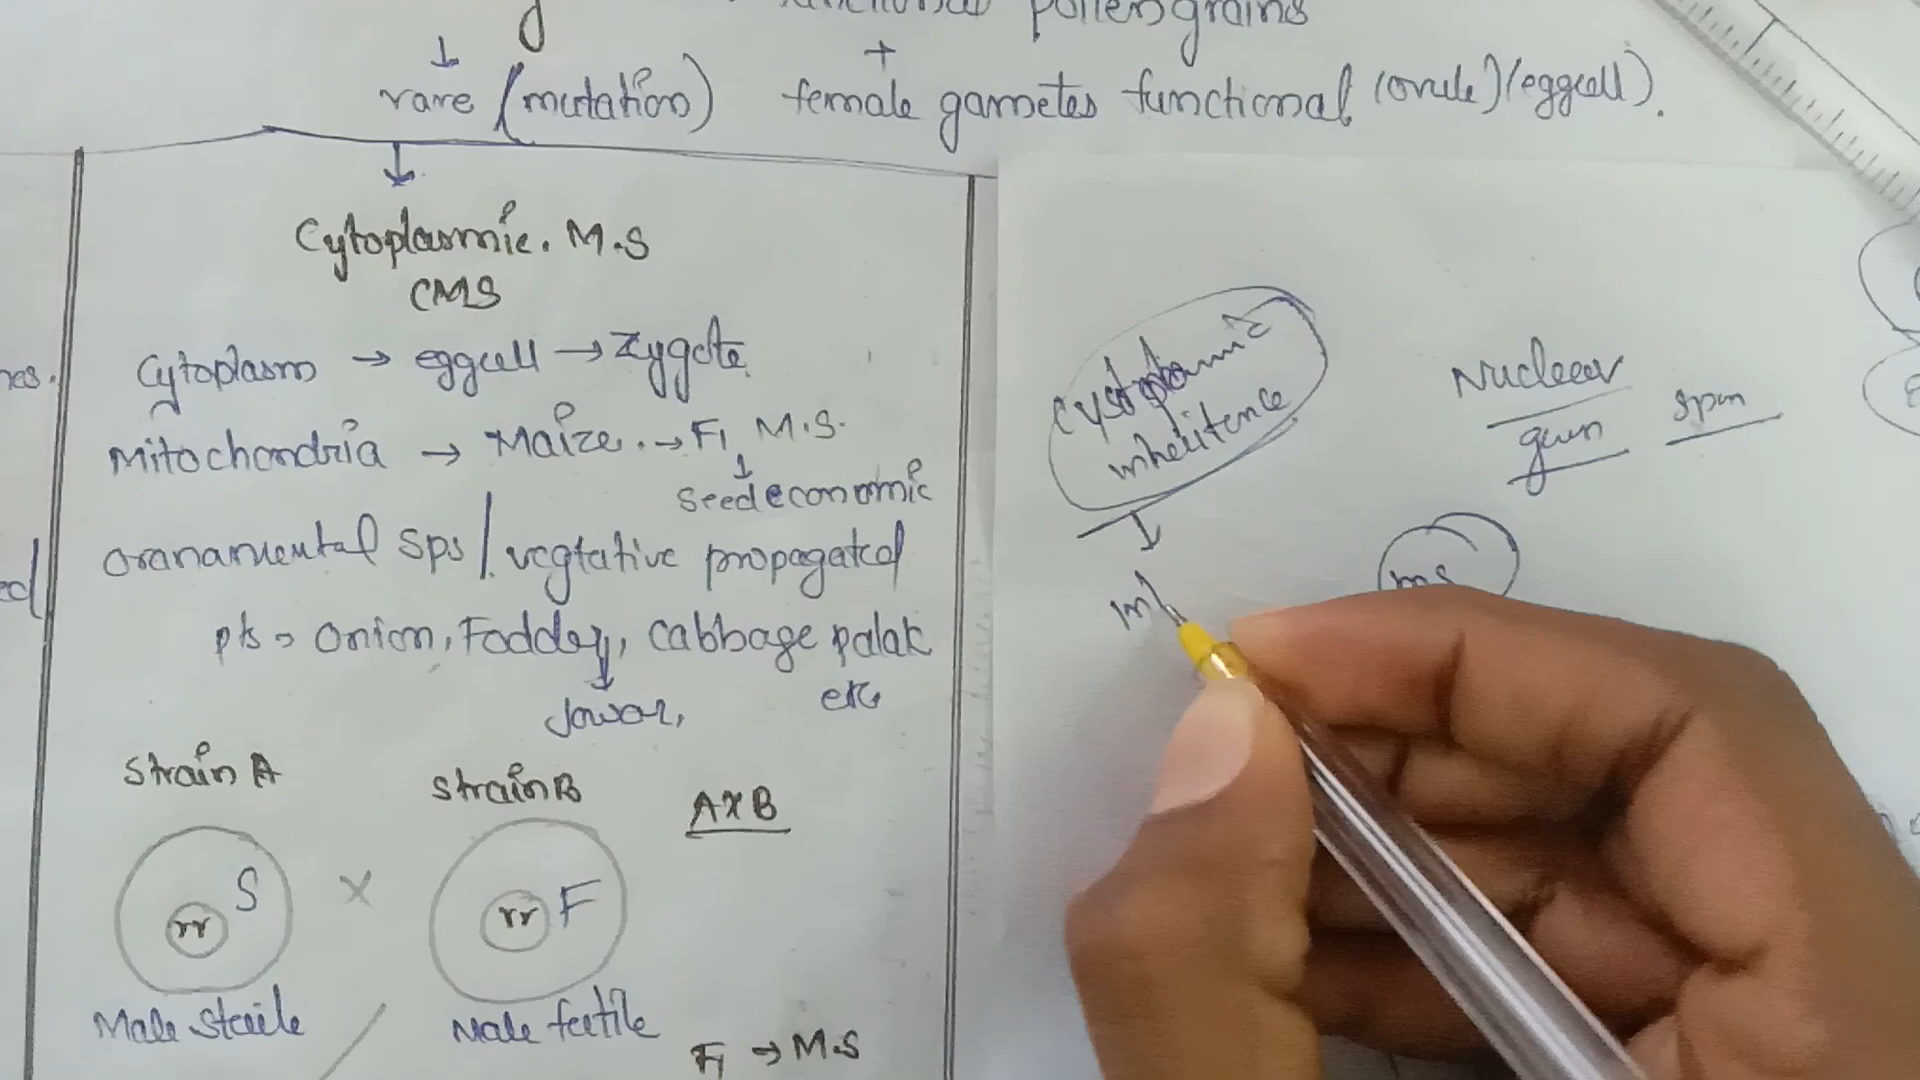 pollengrains
↓ +
rare (mutation) female gametes functional (ovule)/(eggcell).
↓
Cytoplasmic. M.S
CMS
Cytoplasm → eggcell → Zygote
Mitochondria → Maize. → F1 M.S.
↓
seed economic
oranamental sps / vegtative propagated
pts = onion, Fodder, cabbage palak
↓
Jowar, etc
Strain A strain B A×B
rr S × rr F
Male sterile Male fertile
F1 → M.S
cytoplasmic
inheritence
↓
Nuclear
gen
ms